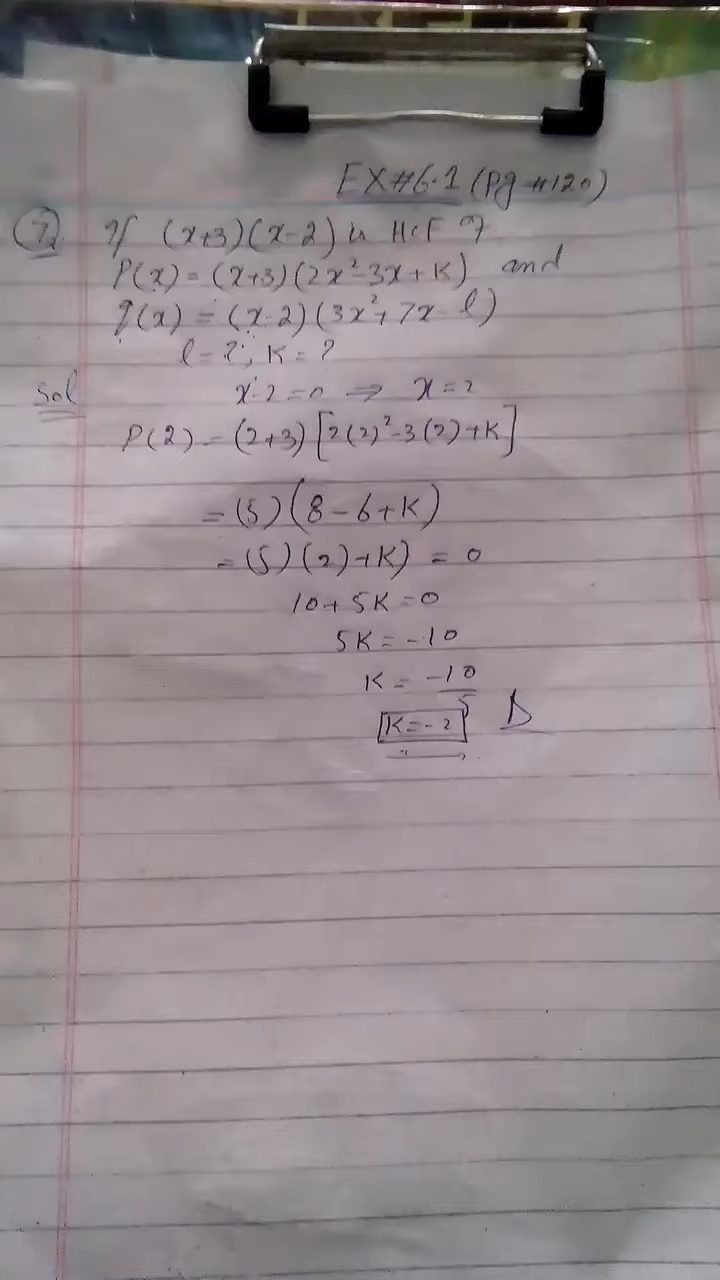 EX#6.1 (Pg #120)
7. If (x+3)(x-2) is HCF of
P(x) = (x+3)(2x²-3x+K) and
q(x) = (x-2)(3x²+7x-l)
l=?; K=?
Sol x-2=0 ⇒ x=2
P(2) = (2+3)[2(2)²-3(2)+K]
= (5)(8-6+K)
= (5)(2)+K) = 0
10+5K=0
5K=-10
K = -10/5
K=-2